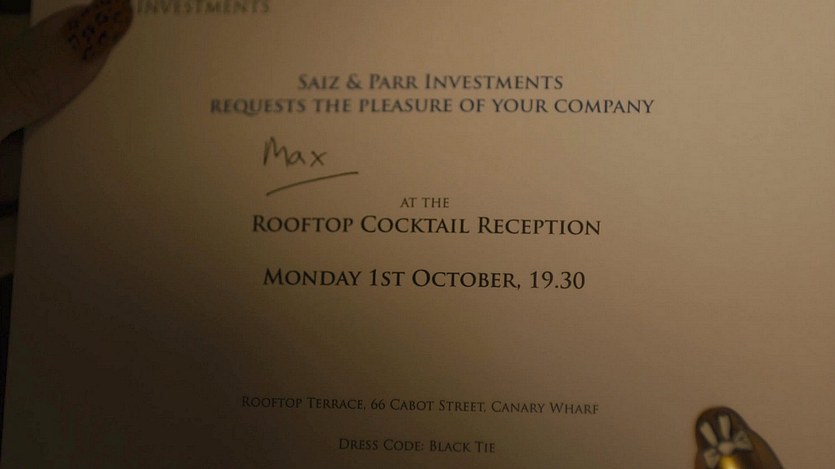 INVESTMENTS
SAIZ & PARR INVESTMENTS
REQUESTS THE PLEASURE OF YOUR COMPANY
Max
AT THE
ROOFTOP COCKTAIL RECEPTION
MONDAY 1ST OCTOBER, 19.30
ROOFTOP TERRACE, 66 CABOT STREET, CANARY WHARF
DRESS CODE: BLACK TIE